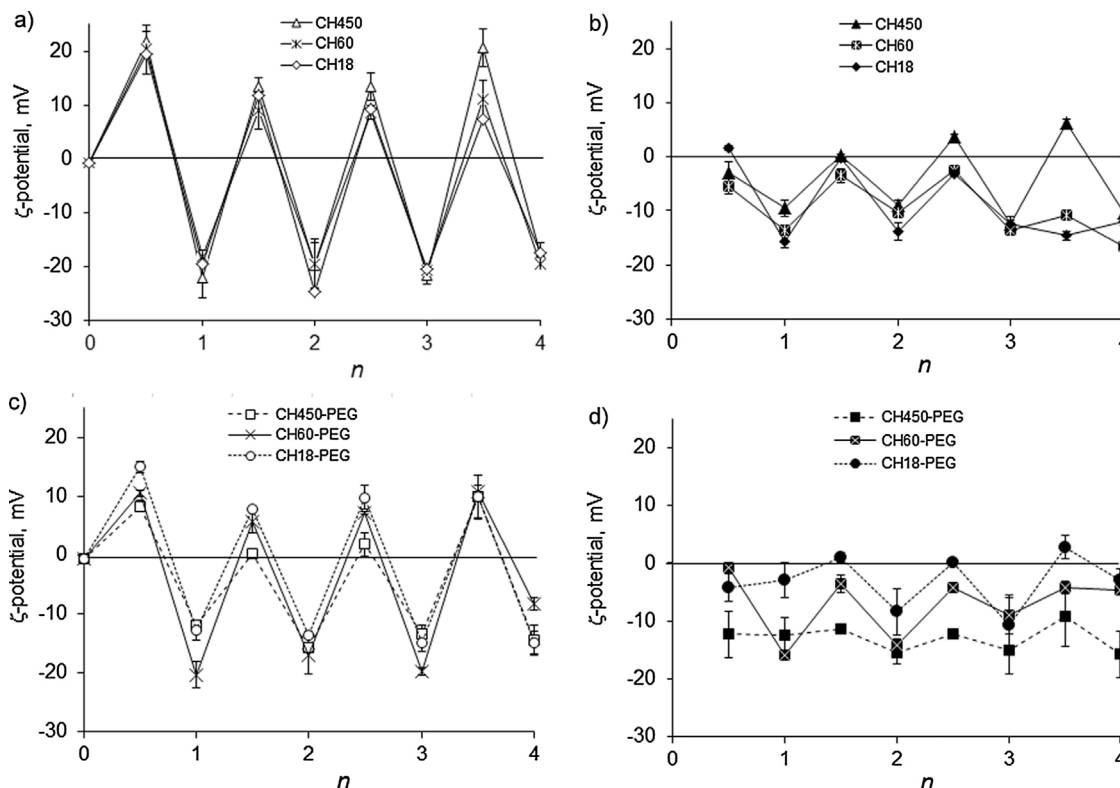 a)
CH450
CH60
CH18
20
10
0
-10
-20
-30
ζ-potential, mV
0 1 2 3 4
n
b)
CH450
CH60
CH18
20
10
0
-10
-20
-30
ζ-potential, mV
0 1 2 3 4
n
c)
CH450-PEG
CH60-PEG
CH18-PEG
20
10
0
-10
-20
-30
ζ-potential, mV
0 1 2 3 4
n
d)
CH450-PEG
CH60-PEG
CH18-PEG
20
10
0
-10
-20
-30
ζ-potential, mV
0 1 2 3 4
n